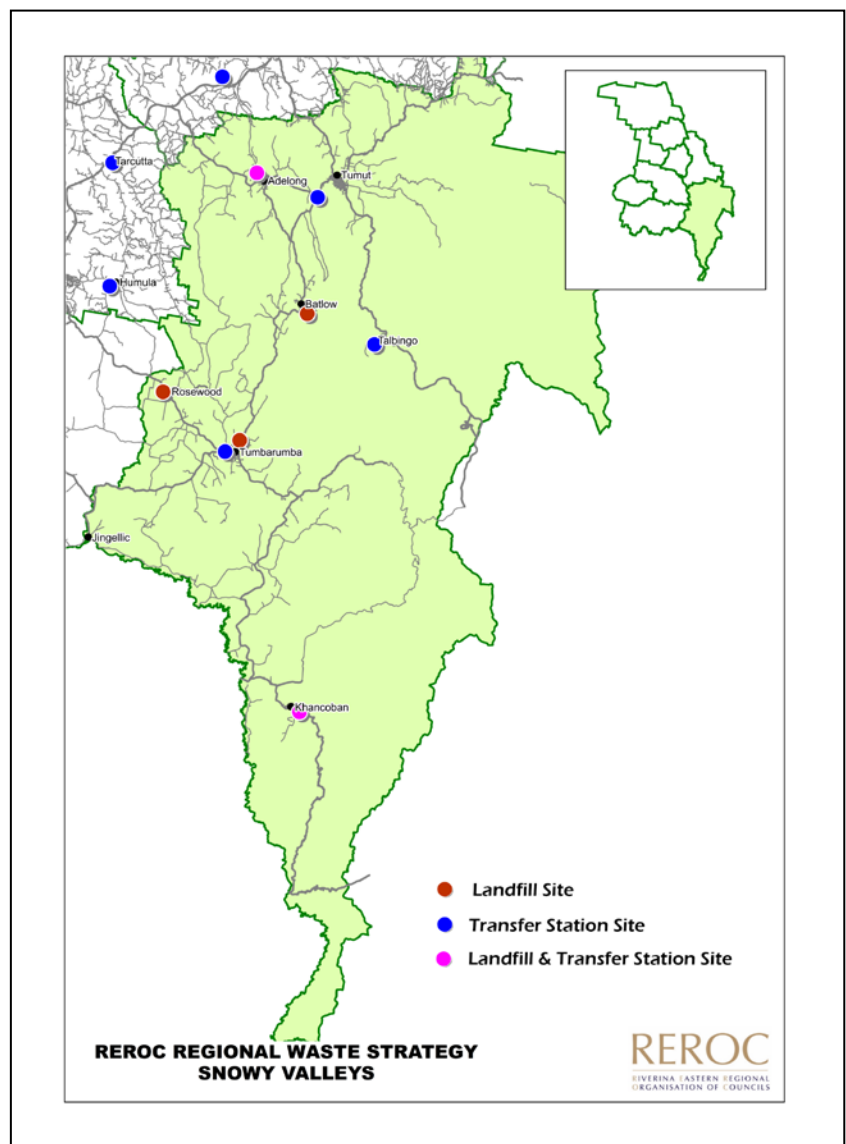 Tarcutta
Adelong
Tumut
Humula
Batlow
Talbingo
Rosewood
Tumbarumba
Jingellic
Khancoban
Landfill Site
Transfer Station Site
Landfill & Transfer Station Site
REROC REGIONAL WASTE STRATEGY
SNOWY VALLEYS
REROC
RIVERINA EASTERN REGIONAL
ORGANISATION OF COUNCILS